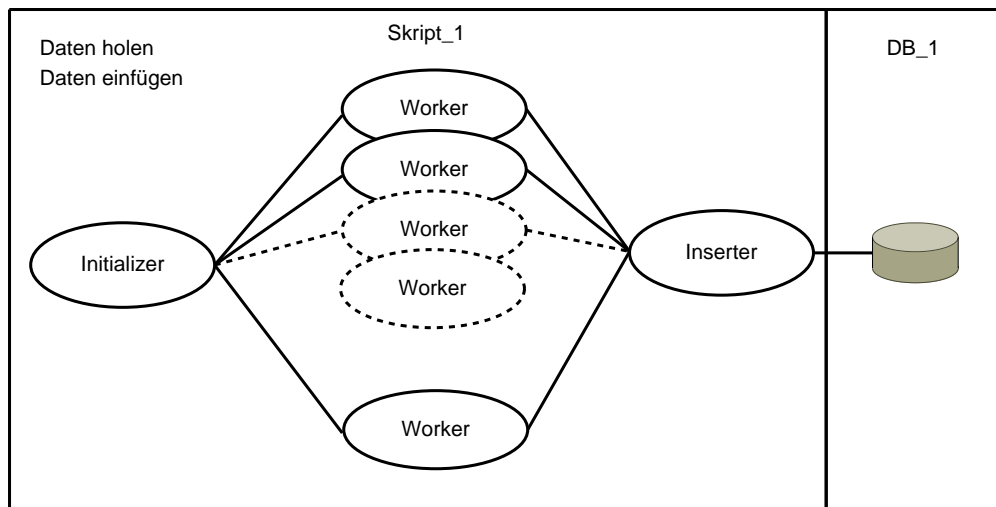 Daten holen
Daten einfügen
Skript_1
DB_1
Worker
Worker
Worker
Initializer
Inserter
Worker
Worker